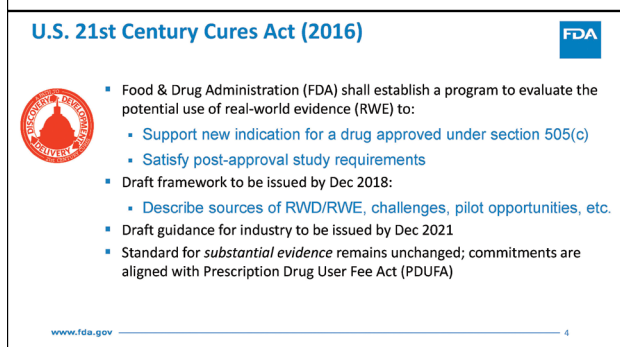 U.S. 21st Century Cures Act (2016)
FDA
▪ Food & Drug Administration (FDA) shall establish a program to evaluate the
potential use of real-world evidence (RWE) to:
▪ Support new indication for a drug approved under section 505(c)
▪ Satisfy post-approval study requirements
DISCOVERY DEVELOPMENT
DELIVERY
▪ Draft framework to be issued by Dec 2018:
▪ Describe sources of RWD/RWE, challenges, pilot opportunities, etc.
▪ Draft guidance for industry to be issued by Dec 2021
▪ Standard for substantial evidence remains unchanged; commitments are
aligned with Prescription Drug User Fee Act (PDUFA)
www.fda.gov
4